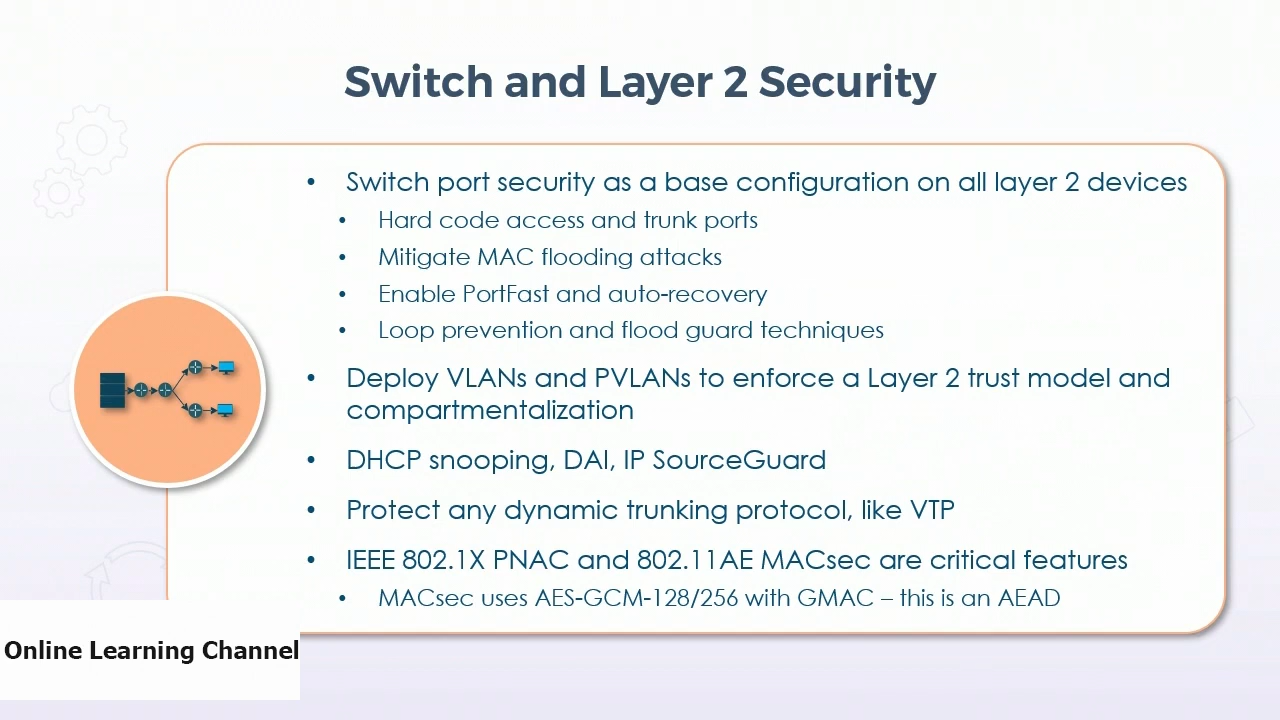 Switch and Layer 2 Security
• Switch port security as a base configuration on all layer 2 devices
• Hard code access and trunk ports
• Mitigate MAC flooding attacks
• Enable PortFast and auto-recovery
• Loop prevention and flood guard techniques
• Deploy VLANs and PVLANs to enforce a Layer 2 trust model and
compartmentalization
• DHCP snooping, DAI, IP SourceGuard
• Protect any dynamic trunking protocol, like VTP
• IEEE 802.1X PNAC and 802.11AE MACsec are critical features
• MACsec uses AES-GCM-128/256 with GMAC – this is an AEAD
Online Learning Channel